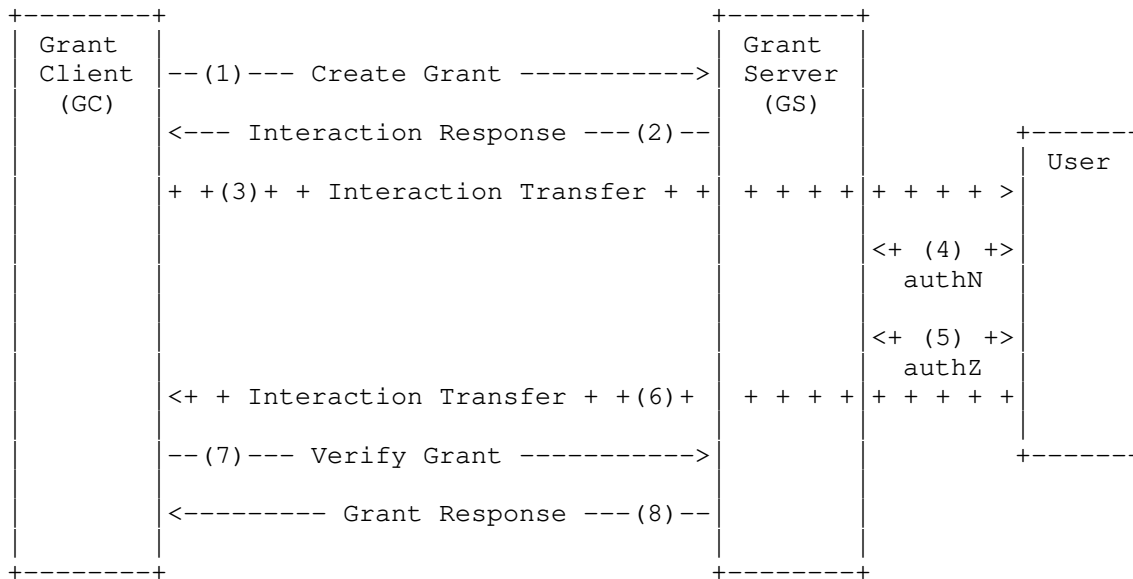 +--------+                                  +--------+
| Grant  |                                  | Grant  |
| Client |--(1)--- Create Grant ----------->| Server |
|  (GC)  |                                  |  (GS)  |
|        |<--- Interaction Response ---(2)--|        |         +-------
|        |                                  |        |         | User
|        |+ +(3)+ + Interaction Transfer + +| + + + +|+ + + + >|
|        |                                  |        |         |
|        |                                  |        |<+ (4) +>|
|        |                                  |        |  authN  |
|        |                                  |        |         |
|        |                                  |        |<+ (5) +>|
|        |                                  |        |  authZ  |
|        |<+ + Interaction Transfer + +(6)+ | + + + +|+ + + + +|
|        |                                  |        |         |
|        |--(7)--- Verify Grant ----------->|        |         +-------
|        |                                  |        |
|        |<--------- Grant Response ---(8)--|        |
|        |                                  |        |
+--------+                                  +--------+